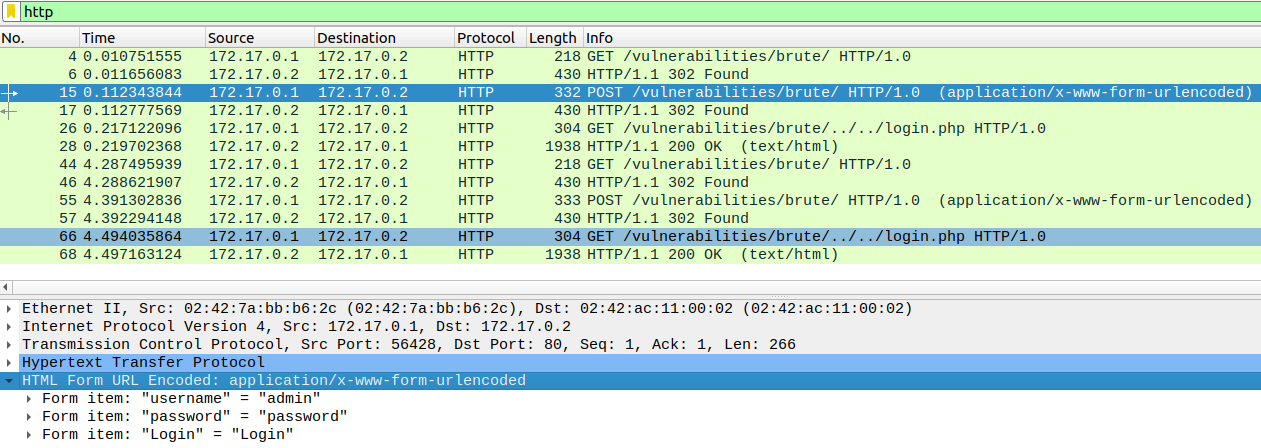 http
No. Time Source Destination Protocol Length Info
4 0.010751555 172.17.0.1 172.17.0.2 HTTP 218 GET /vulnerabilities/brute/ HTTP/1.0
6 0.011656083 172.17.0.2 172.17.0.1 HTTP 430 HTTP/1.1 302 Found
15 0.112343844 172.17.0.1 172.17.0.2 HTTP 332 POST /vulnerabilities/brute/ HTTP/1.0 (application/x-www-form-urlencoded)
17 0.112777569 172.17.0.2 172.17.0.1 HTTP 430 HTTP/1.1 302 Found
26 0.217122096 172.17.0.1 172.17.0.2 HTTP 304 GET /vulnerabilities/brute/../../login.php HTTP/1.0
28 0.219702368 172.17.0.2 172.17.0.1 HTTP 1938 HTTP/1.1 200 OK (text/html)
44 4.287495939 172.17.0.1 172.17.0.2 HTTP 218 GET /vulnerabilities/brute/ HTTP/1.0
46 4.288621907 172.17.0.2 172.17.0.1 HTTP 430 HTTP/1.1 302 Found
55 4.391302836 172.17.0.1 172.17.0.2 HTTP 333 POST /vulnerabilities/brute/ HTTP/1.0 (application/x-www-form-urlencoded)
57 4.392294148 172.17.0.2 172.17.0.1 HTTP 430 HTTP/1.1 302 Found
66 4.494035864 172.17.0.1 172.17.0.2 HTTP 304 GET /vulnerabilities/brute/../../login.php HTTP/1.0
68 4.497163124 172.17.0.2 172.17.0.1 HTTP 1938 HTTP/1.1 200 OK (text/html)
Ethernet II, Src: 02:42:7a:bb:b6:2c (02:42:7a:bb:b6:2c), Dst: 02:42:ac:11:00:02 (02:42:ac:11:00:02)
Internet Protocol Version 4, Src: 172.17.0.1, Dst: 172.17.0.2
Transmission Control Protocol, Src Port: 56428, Dst Port: 80, Seq: 1, Ack: 1, Len: 266
Hypertext Transfer Protocol
HTML Form URL Encoded: application/x-www-form-urlencoded
Form item: "username" = "admin"
Form item: "password" = "password"
Form item: "Login" = "Login"